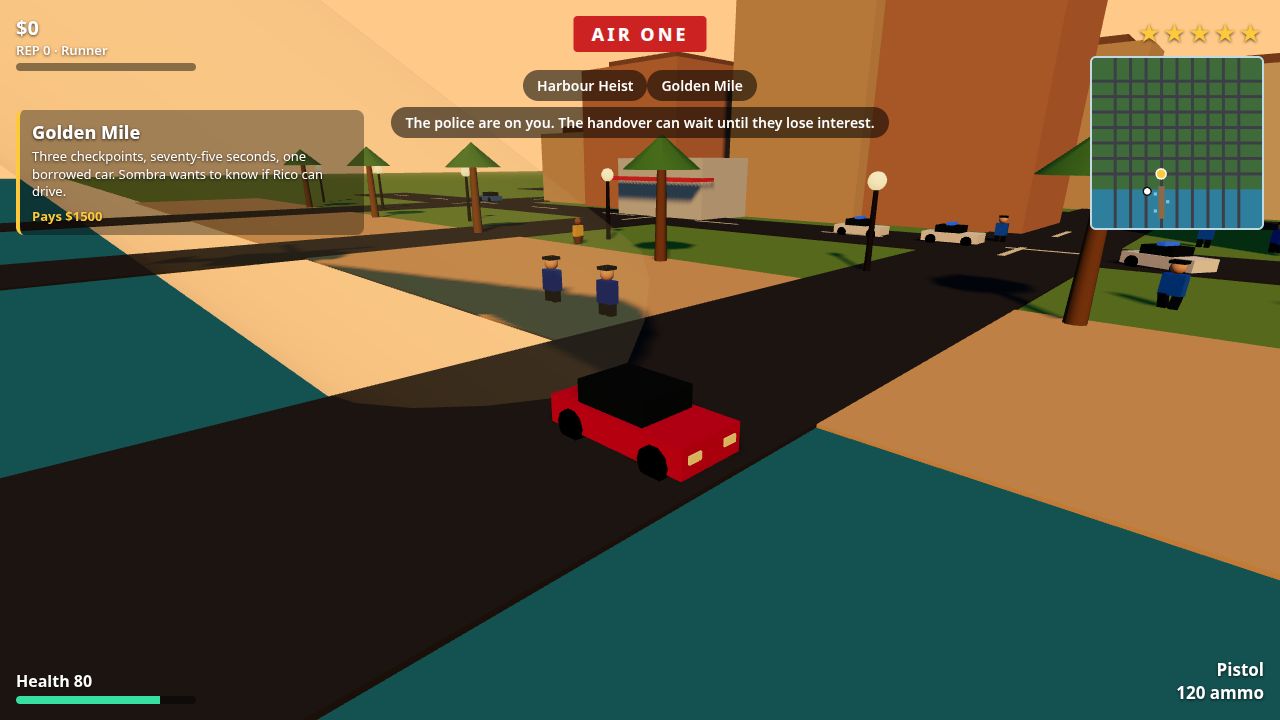 $0
REP 0 · Runner
AIR ONE
Harbour Heist
Golden Mile
The police are on you. The handover can wait until they lose interest.
Golden Mile
Three checkpoints, seventy-five seconds, one
borrowed car. Sombra wants to know if Rico can
drive.
Pays $1500
Health 80
Pistol
120 ammo